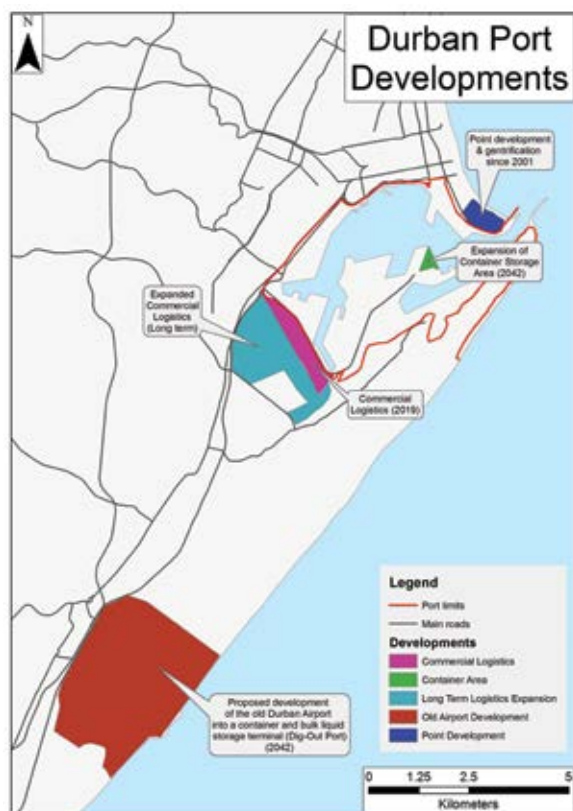 N
Durban Port
Developments
Point development
& gentrification
since 2001
Expansion of
Container Storage
Area (2042)
Expanded
Commercial
Logistics
(Long term)
Commercial
Logistics (2019)
Proposed development
of the old Durban Airport
into a container and bulk liquid
storage terminal (Dig-Out Port)
(2042)
Legend
Port limits
Main roads
Developments
Commercial Logistics
Container Area
Long Term Logistics Expansion
Old Airport Development
Point Development
0 1.25 2.5 5
Kilometers